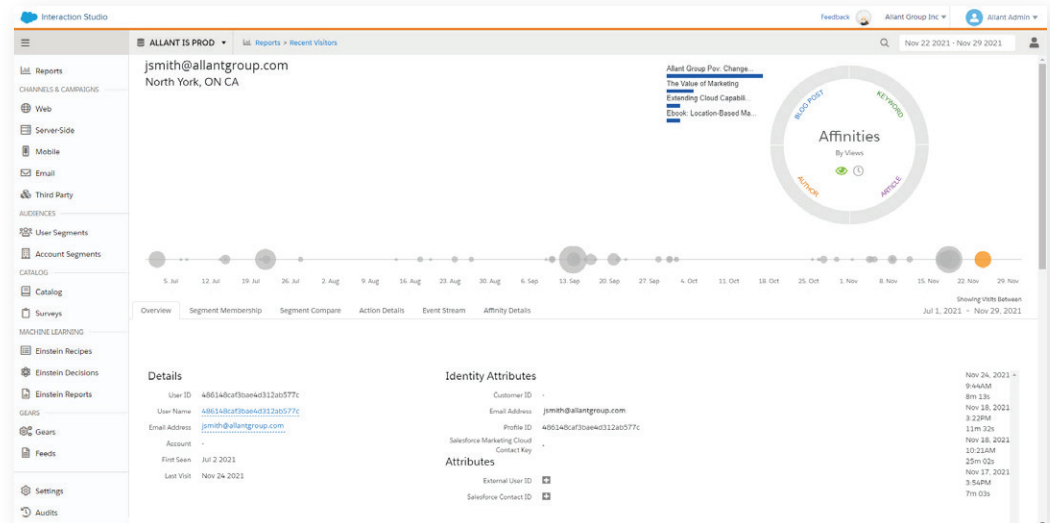 Interaction Studio
Feedback
Allant Group Inc
Allant Admin
ALLANT IS PROD
Reports > Recent Visitors
Nov 22 2021 - Nov 29 2021
Reports
CHANNELS & CAMPAIGNS
Web
Server-Side
Mobile
Email
Third Party
AUDIENCES
User Segments
Account Segments
CATALOG
Catalog
Surveys
MACHINE LEARNING
Einstein Recipes
Einstein Decisions
Einstein Reports
GEARS
Gears
Feeds
Settings
Audits
jsmith@allantgroup.com
North York, ON CA
Allant Group Pov: Change...
The Value of Marketing
Extending Cloud Capabili...
Ebook: Location-Based Ma...
BLOG POST
KEYWORD
Affinities
By Views
AUTHOR
ARTICLE
5. Jul 12. Jul 19. Jul 26. Jul 2. Aug 9. Aug 16. Aug 23. Aug 30. Aug 6. Sep 13. Sep 20. Sep 27. Sep 4. Oct 11. Oct 18. Oct 25. Oct 1. Nov 8. Nov 15. Nov 22. Nov 29. Nov
Showing Visits Between
Jul 1, 2021 - Nov 29, 2021
Overview Segment Membership Segment Compare Action Details Event Stream Affinity Details
Details
User ID 486148caf3bae4d312ab577c
User Name 486148caf3bae4d312ab577c
Email Address jsmith@allantgroup.com
Account -
First Seen Jul 2 2021
Last Visit Nov 24 2021
Identity Attributes
Customer ID -
Email Address jsmith@allantgroup.com
Profile ID 486148caf3bae4d312ab577c
Salesforce Marketing Cloud
Contact Key -
Attributes
External User ID
Salesforce Contact ID
Nov 24, 2021
9:44AM
8m 13s
Nov 18, 2021
3:22PM
11m 32s
Nov 18, 2021
10:21AM
25m 02s
Nov 17, 2021
3:54PM
7m 03s